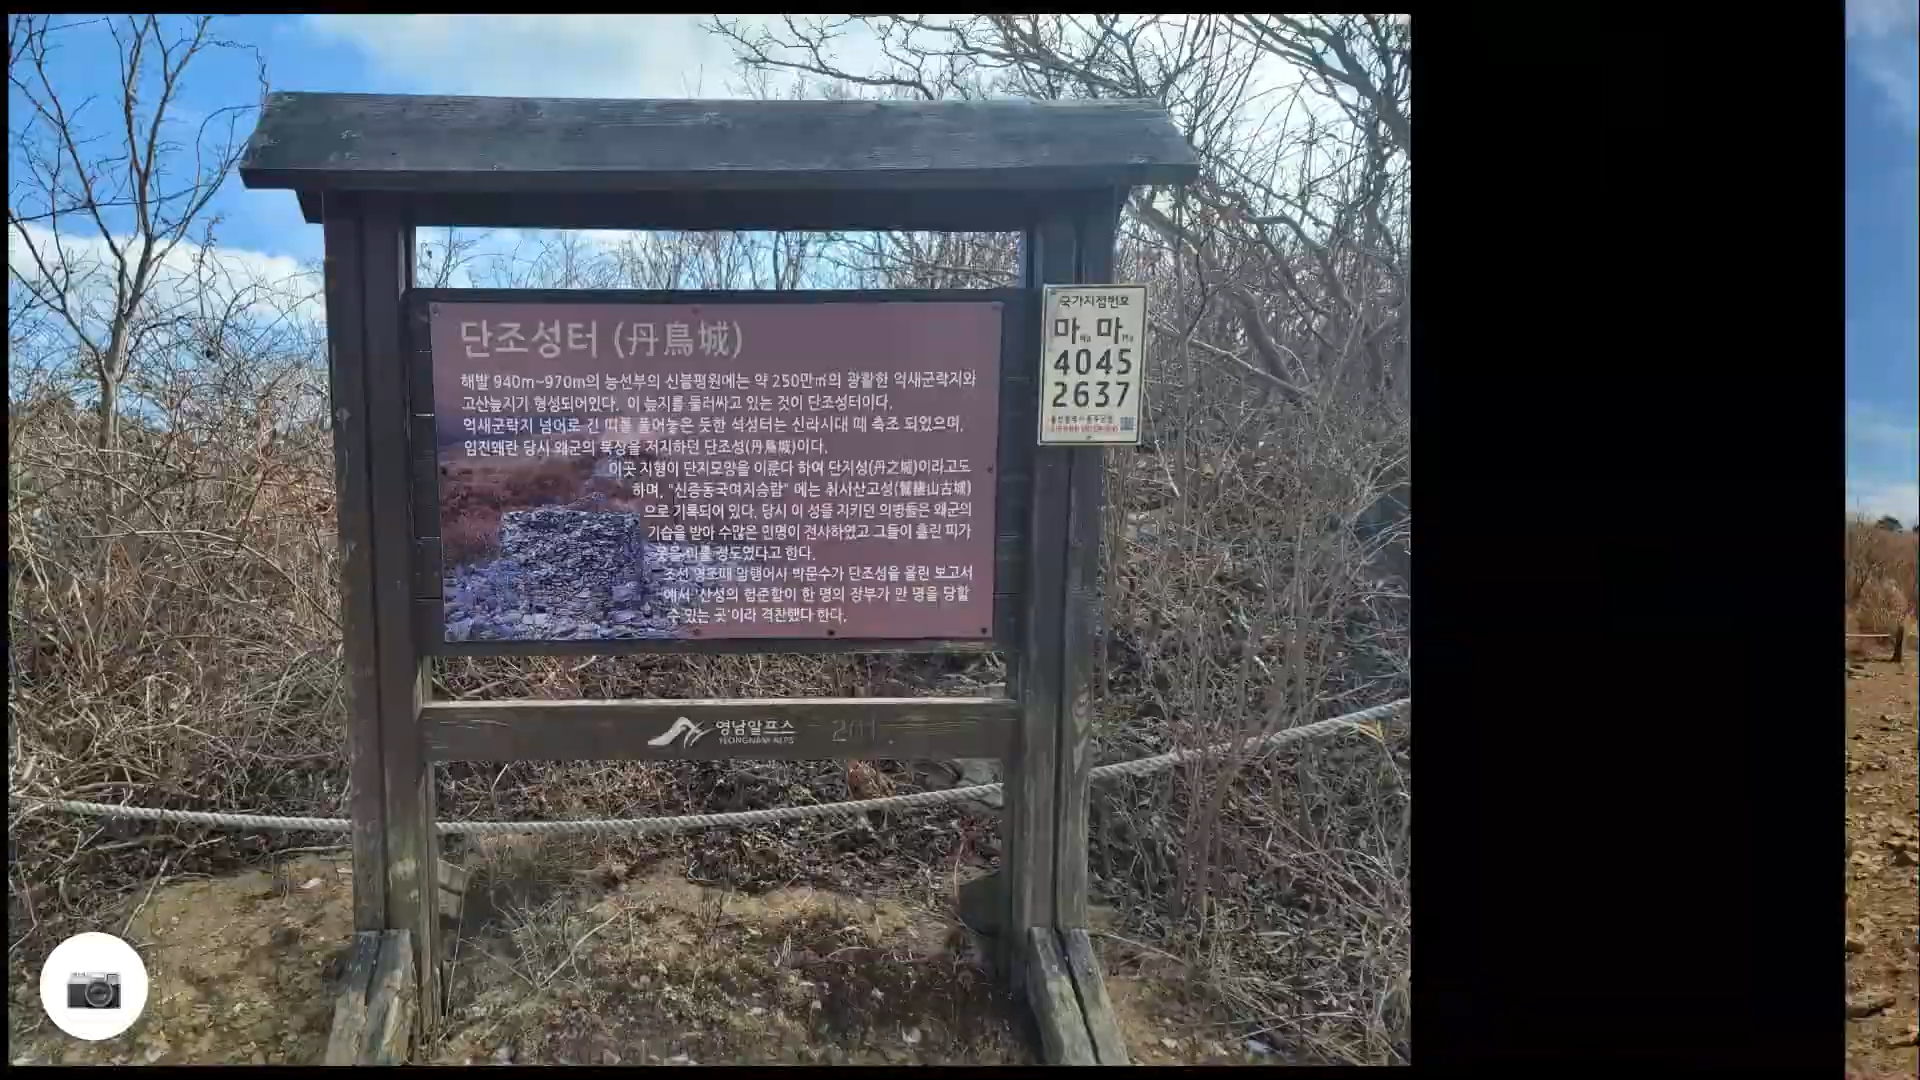 단조성터 (丹鳥城)
해발 940m~970m의 능선부의 신불평원에는 약 250만㎡의 광활한 억새군락지와
고산늪지가 형성되어있다. 이 늪지를 둘러싸고 있는 것이 단조성터이다.
억새군락지 넘어로 긴 띠를 풀어놓은 듯한 석성터는 신라시대 때 축조 되었으며,
임진왜란 당시 왜군의 북상을 저지하던 단조성(丹鳥城)이다.
이곳 지형이 단지모양을 이룬다 하여 단지성(丹之城)이라고도
하며, "신증동국여지승람" 에는 취서산고성(鷲棲山古城)
으로 기록되어 있다. 당시 이 성을 지키던 의병들은 왜군의
기습을 받아 수많은 인명이 전사하였고 그들이 흘린 피가
못을 이룰 정도였다고 한다.
조선 영조때 암행어사 박문수가 단조성을 올린 보고서
에서 '산성의 험준함이 한 명의 장부가 만 명을 당할
수 있는 곳'이라 격찬했다 한다.
영남알프스
YEONGNAM ALPS
국가지점번호
마 Ma 마 Ma
4045
2637